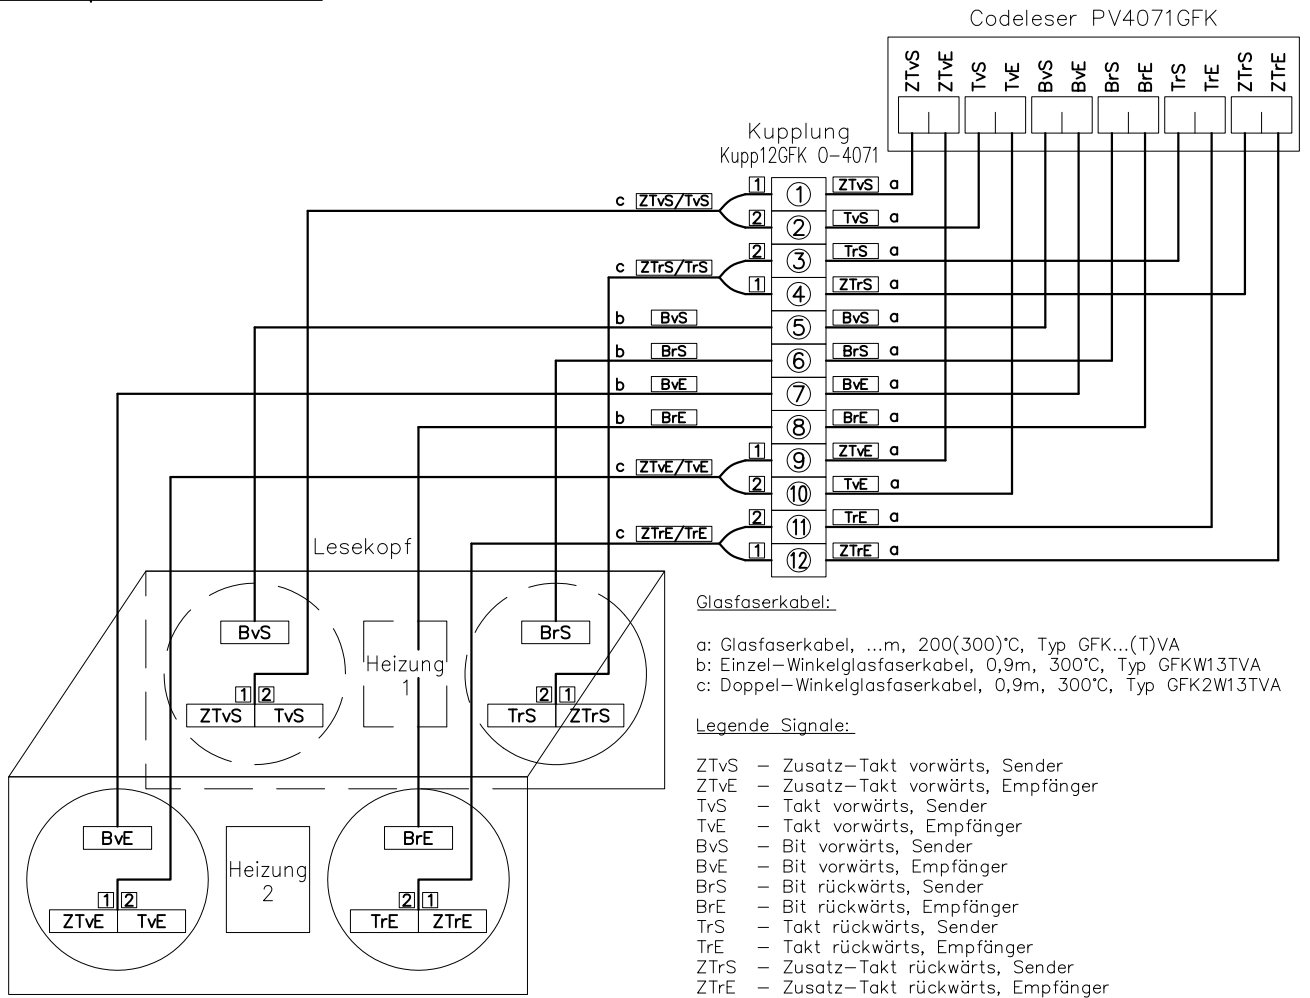 Codeleser PV4071GFK
ZTvS ZTvE TvS TvE BvS BvE BrS BrE TrS TrE ZTrS ZTrE
Kupplung
Kupp12GFK O-4071
c ZTvS/TvS 1 1 ZTvS a
2 2 TvS a
c ZTrS/TrS 2 3 TrS a
1 4 ZTrS a
b BvS 5 BvS a
b BrS 6 BrS a
b BvE 7 BvE a
b BrE 8 BrE a
c ZTvE/TvE 1 9 ZTvE a
2 10 TvE a
c ZTrE/TrE 2 11 TrE a
1 12 ZTrE a
Lesekopf
BvS
1 2
ZTvS TvS
Heizung
1
BrS
2 1
TrS ZTrS
BvE
1 2
ZTvE TvE
Heizung
2
BrE
2 1
TrE ZTrE
Glasfaserkabel:
a: Glasfaserkabel, ...m, 200(300)°C, Typ GFK...(T)VA
b: Einzel-Winkelglasfaserkabel, 0,9m, 300°C, Typ GFKW13TVA
c: Doppel-Winkelglasfaserkabel, 0,9m, 300°C, Typ GFK2W13TVA
Legende Signale:
ZTvS - Zusatz-Takt vorwärts, Sender
ZTvE - Zusatz-Takt vorwärts, Empfänger
TvS - Takt vorwärts, Sender
TvE - Takt vorwärts, Empfänger
BvS - Bit vorwärts, Sender
BvE - Bit vorwärts, Empfänger
BrS - Bit rückwärts, Sender
BrE - Bit rückwärts, Empfänger
TrS - Takt rückwärts, Sender
TrE - Takt rückwärts, Empfänger
ZTrS - Zusatz-Takt rückwärts, Sender
ZTrE - Zusatz-Takt rückwärts, Empfänger